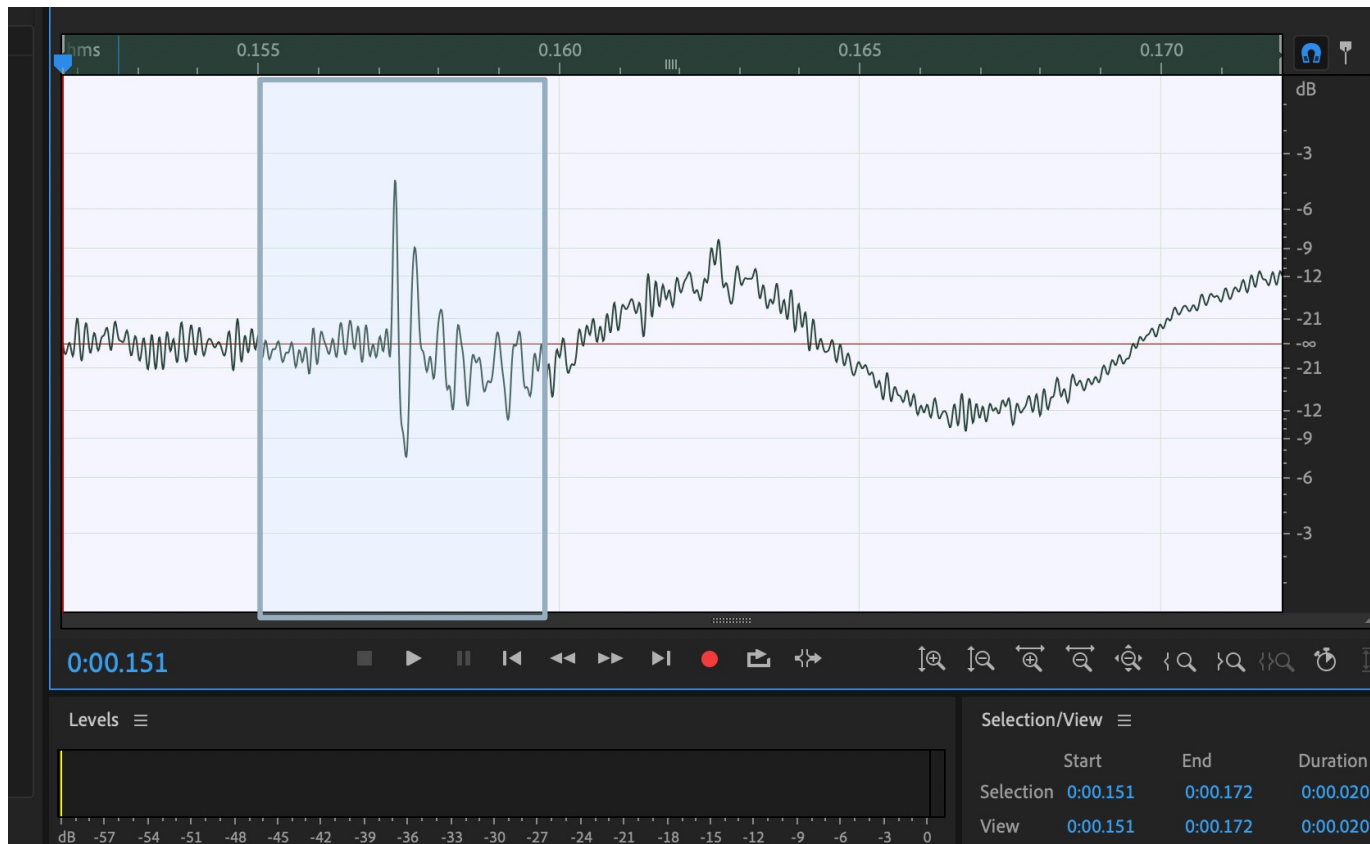 hms 0.155 0.160 0.165 0.170
dB
-3
-6
-9
-12
-21
-∞
-21
-12
-9
-6
-3
0:00.151
Levels
dB -57 -54 -51 -48 -45 -42 -39 -36 -33 -30 -27 -24 -21 -18 -15 -12 -9 -6 -3 0
Selection/View
Start End Duration
Selection 0:00.151 0:00.172 0:00.020
View 0:00.151 0:00.172 0:00.020